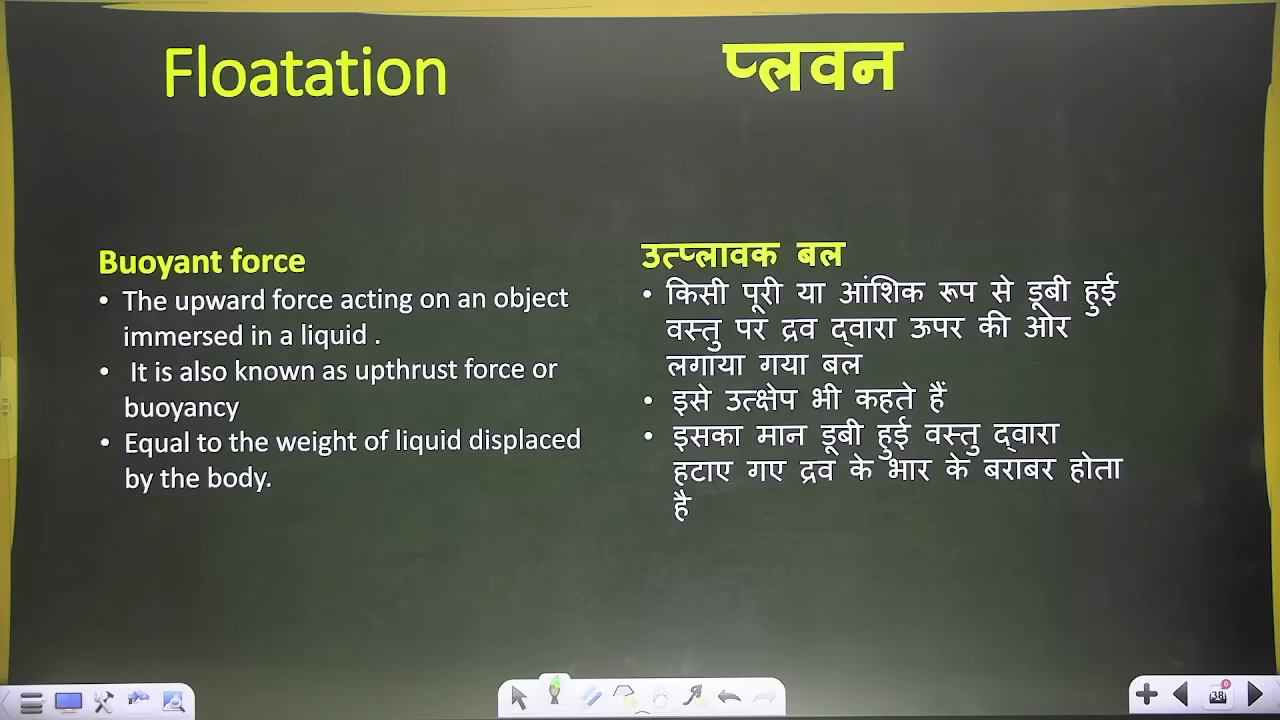 Floatation
प्लवन
Buoyant force
• The upward force acting on an object
immersed in a liquid .
• It is also known as upthrust force or
buoyancy
• Equal to the weight of liquid displaced
by the body.
उत्प्लावक बल
• किसी पूरी या आंशिक रूप से डूबी हुई
वस्तु पर द्रव द्वारा ऊपर की ओर
लगाया गया बल
• इसे उत्क्षेप भी कहते हैं
• इसका मान डूबी हुई वस्तु द्वारा
हटाए गए द्रव के भार के बराबर होता
है
38
0